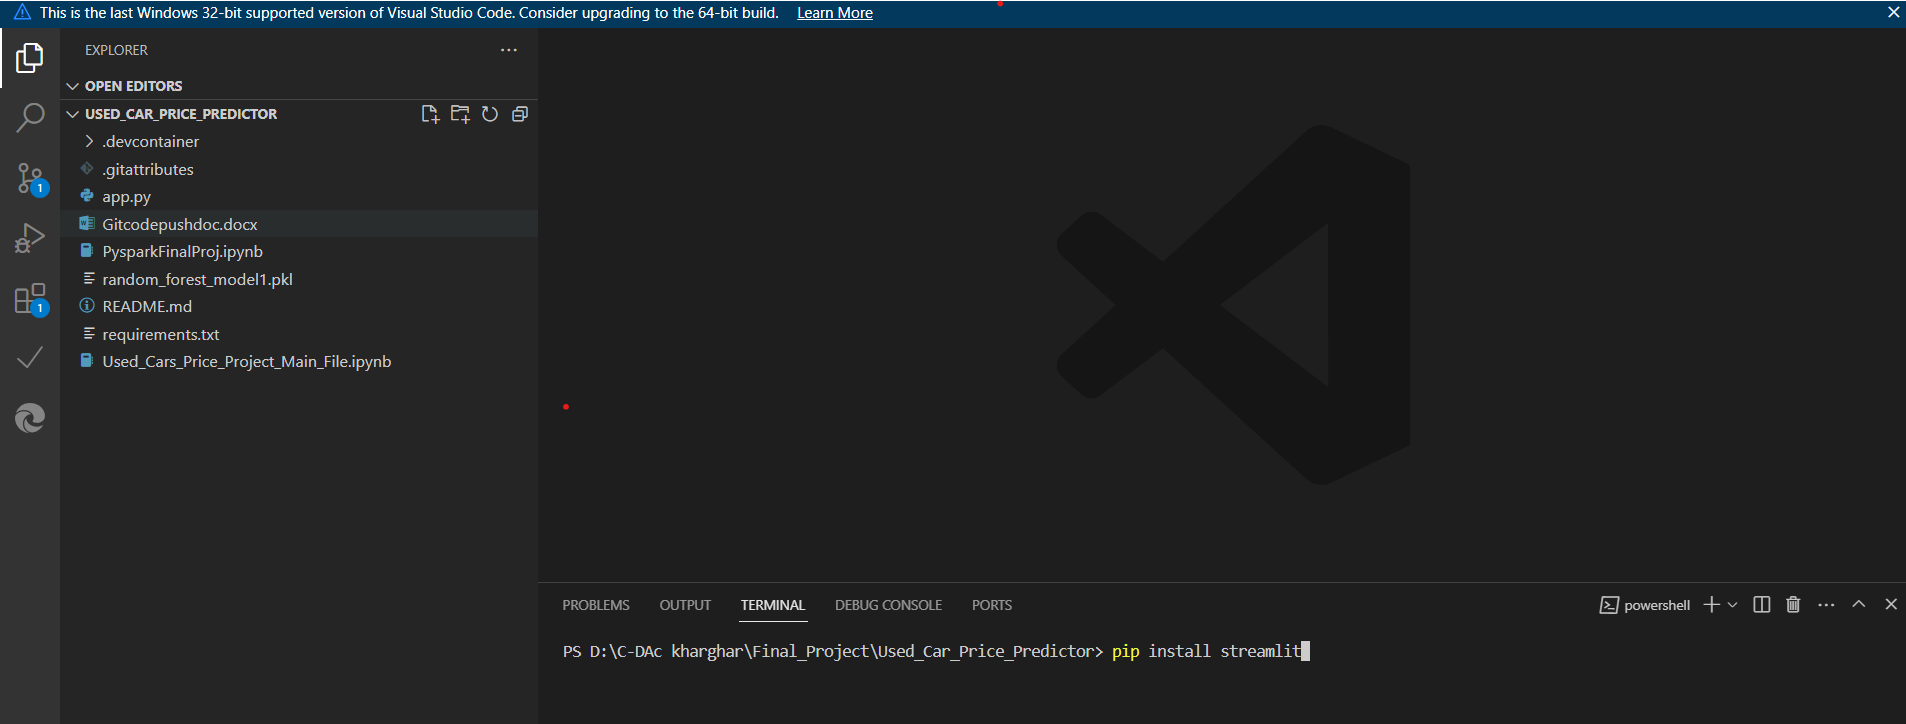 This is the last Windows 32-bit supported version of Visual Studio Code. Consider upgrading to the 64-bit build. Learn More
EXPLORER
OPEN EDITORS
USED_CAR_PRICE_PREDICTOR
.devcontainer
.gitattributes
app.py
Gitcodepushdoc.docx
PysparkFinalProj.ipynb
random_forest_model1.pkl
README.md
requirements.txt
Used_Cars_Price_Project_Main_File.ipynb
1
1
PROBLEMS OUTPUT TERMINAL DEBUG CONSOLE PORTS powershell
PS D:\C-DAc kharghar\Final_Project\Used_Car_Price_Predictor> pip install streamlit